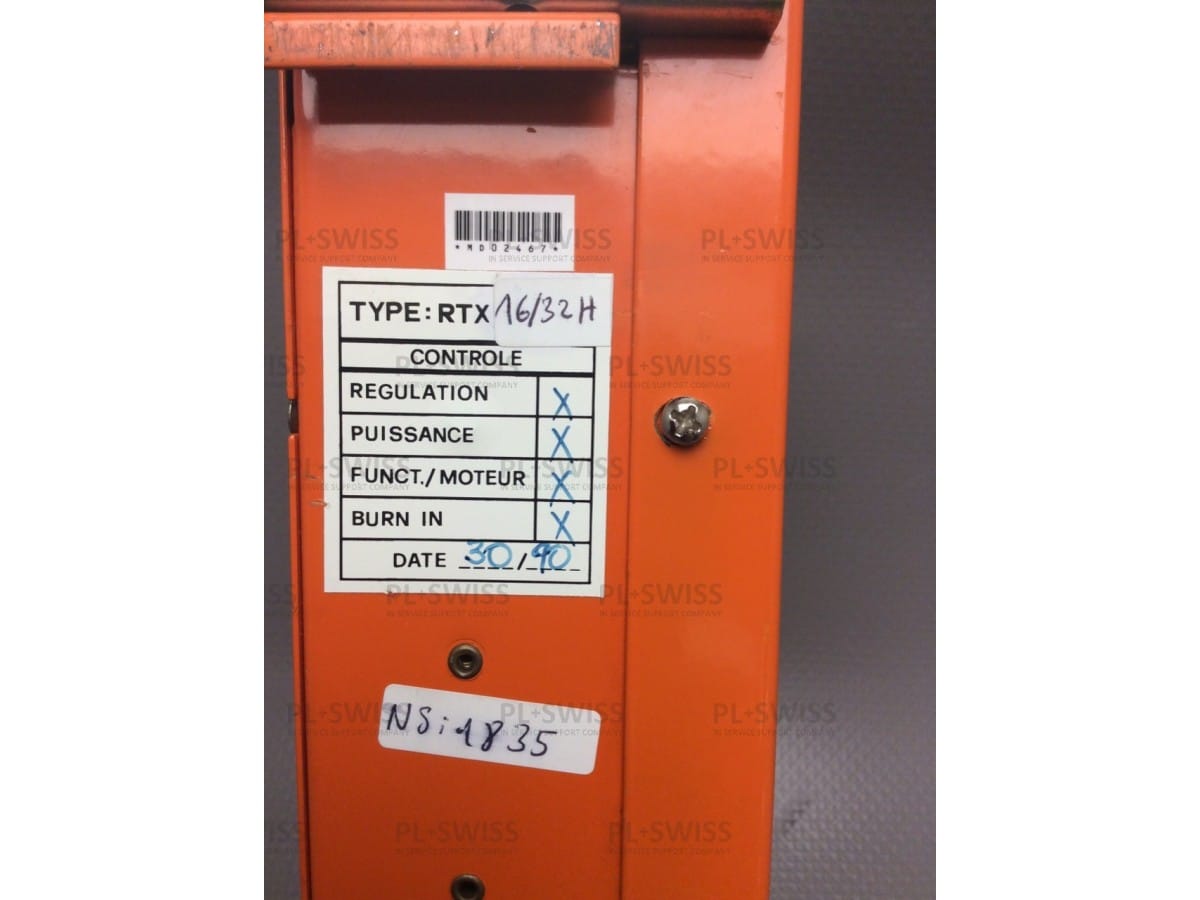 *MD02467*
TYPE: RTX 16/32H
CONTROLE
REGULATION X
PUISSANCE X
FUNCT./MOTEUR X
BURN IN X
DATE 30/90
NS:1835
PL+SWISS
IN SERVICE SUPPORT COMPANY